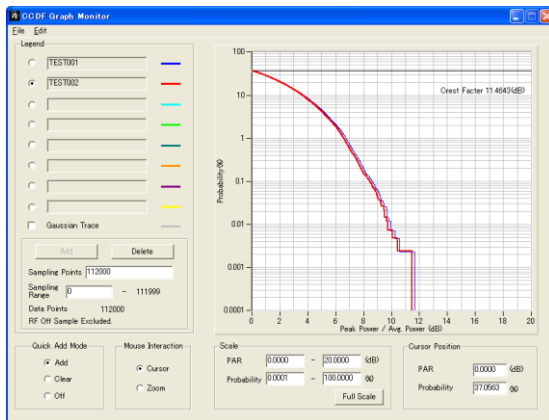 CCDF Graph Monitor
File Edit
Legend
TEST001
TEST002
Gaussian Trace
Add Delete
Sampling Points 112000
Sampling Range 0 - 111999
Data Points 112000
RF Off Sample Excluded.
Quick Add Mode
Add
Clear
Off
Mouse Interaction
Cursor
Zoom
100
10
1
0.1
0.01
0.001
0.0001
Probability(%)
Crest Factor 11.4643(dB)
0 2 4 6 8 10 12 14 16 18 20
Peak Power / Avg. Power (dB)
Scale
PAR 0.0000 - 20.0000 (dB)
Probability 0.0001 - 100.0000 (%)
Full Scale
Cursor Position
PAR 0.0000 (dB)
Probability 37.0563 (%)